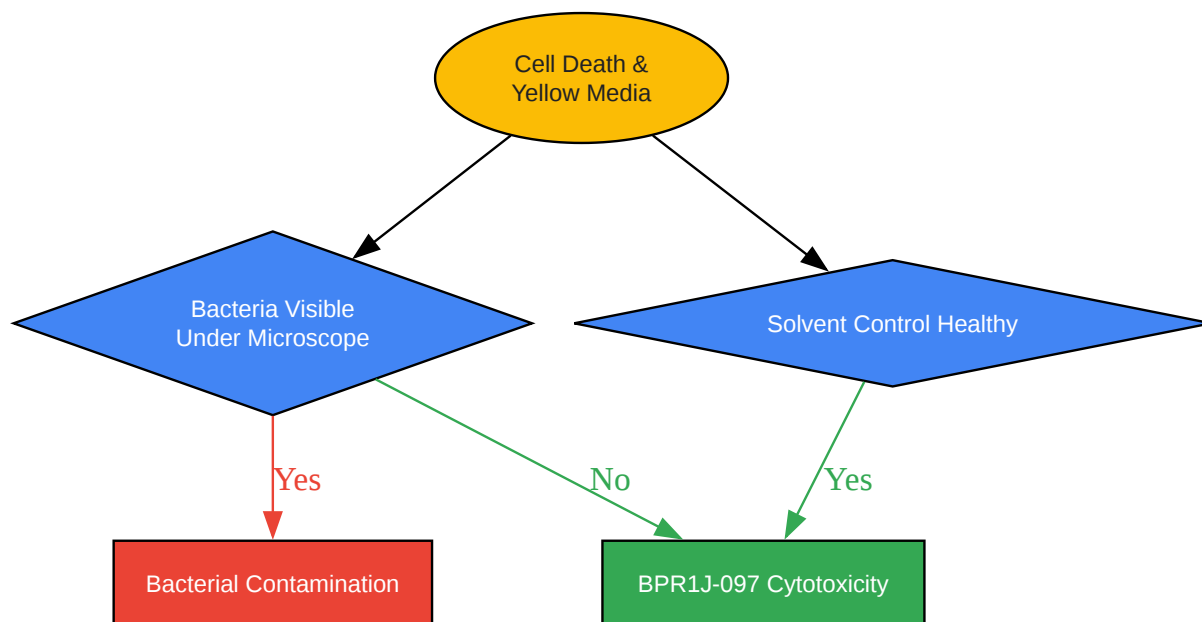 Cell Death &
Yellow Media
Bacteria Visible
Under Microscope
Solvent Control Healthy
Yes
No
Yes
Bacterial Contamination
BPR1J-097 Cytotoxicity